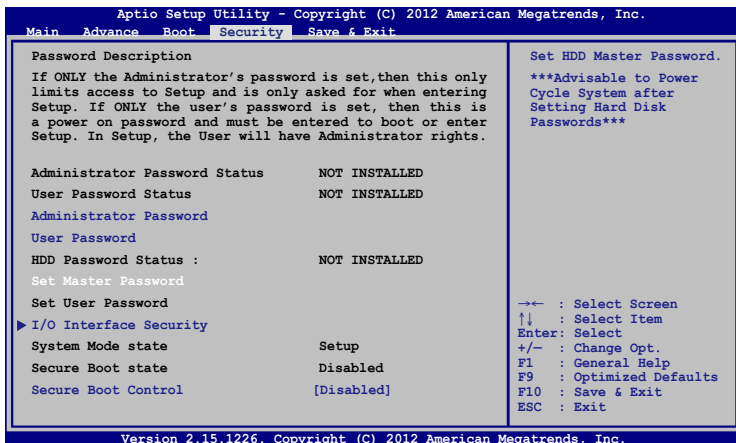 Aptio Setup Utility - Copyright (C) 2012 American Megatrends, Inc.
Main Advance Boot Security Save & Exit
Password Description
If ONLY the Administrator's password is set,then this only
limits access to Setup and is only asked for when entering
Setup. If ONLY the user's password is set, then this is
a power on password and must be entered to boot or enter
Setup. In Setup, the User will have Administrator rights.
Administrator Password Status NOT INSTALLED
User Password Status NOT INSTALLED
Administrator Password
User Password
HDD Password Status : NOT INSTALLED
Set Master Password
Set User Password
I/O Interface Security
System Mode state Setup
Secure Boot state Disabled
Secure Boot Control [Disabled]
Set HDD Master Password.
***Advisable to Power
Cycle System after
Setting Hard Disk
Passwords***
→← : Select Screen
↑↓ : Select Item
Enter: Select
+/— : Change Opt.
F1 : General Help
F9 : Optimized Defaults
F10 : Save & Exit
ESC : Exit
Version 2.15.1226. Copyright (C) 2012 American Megatrends, Inc.